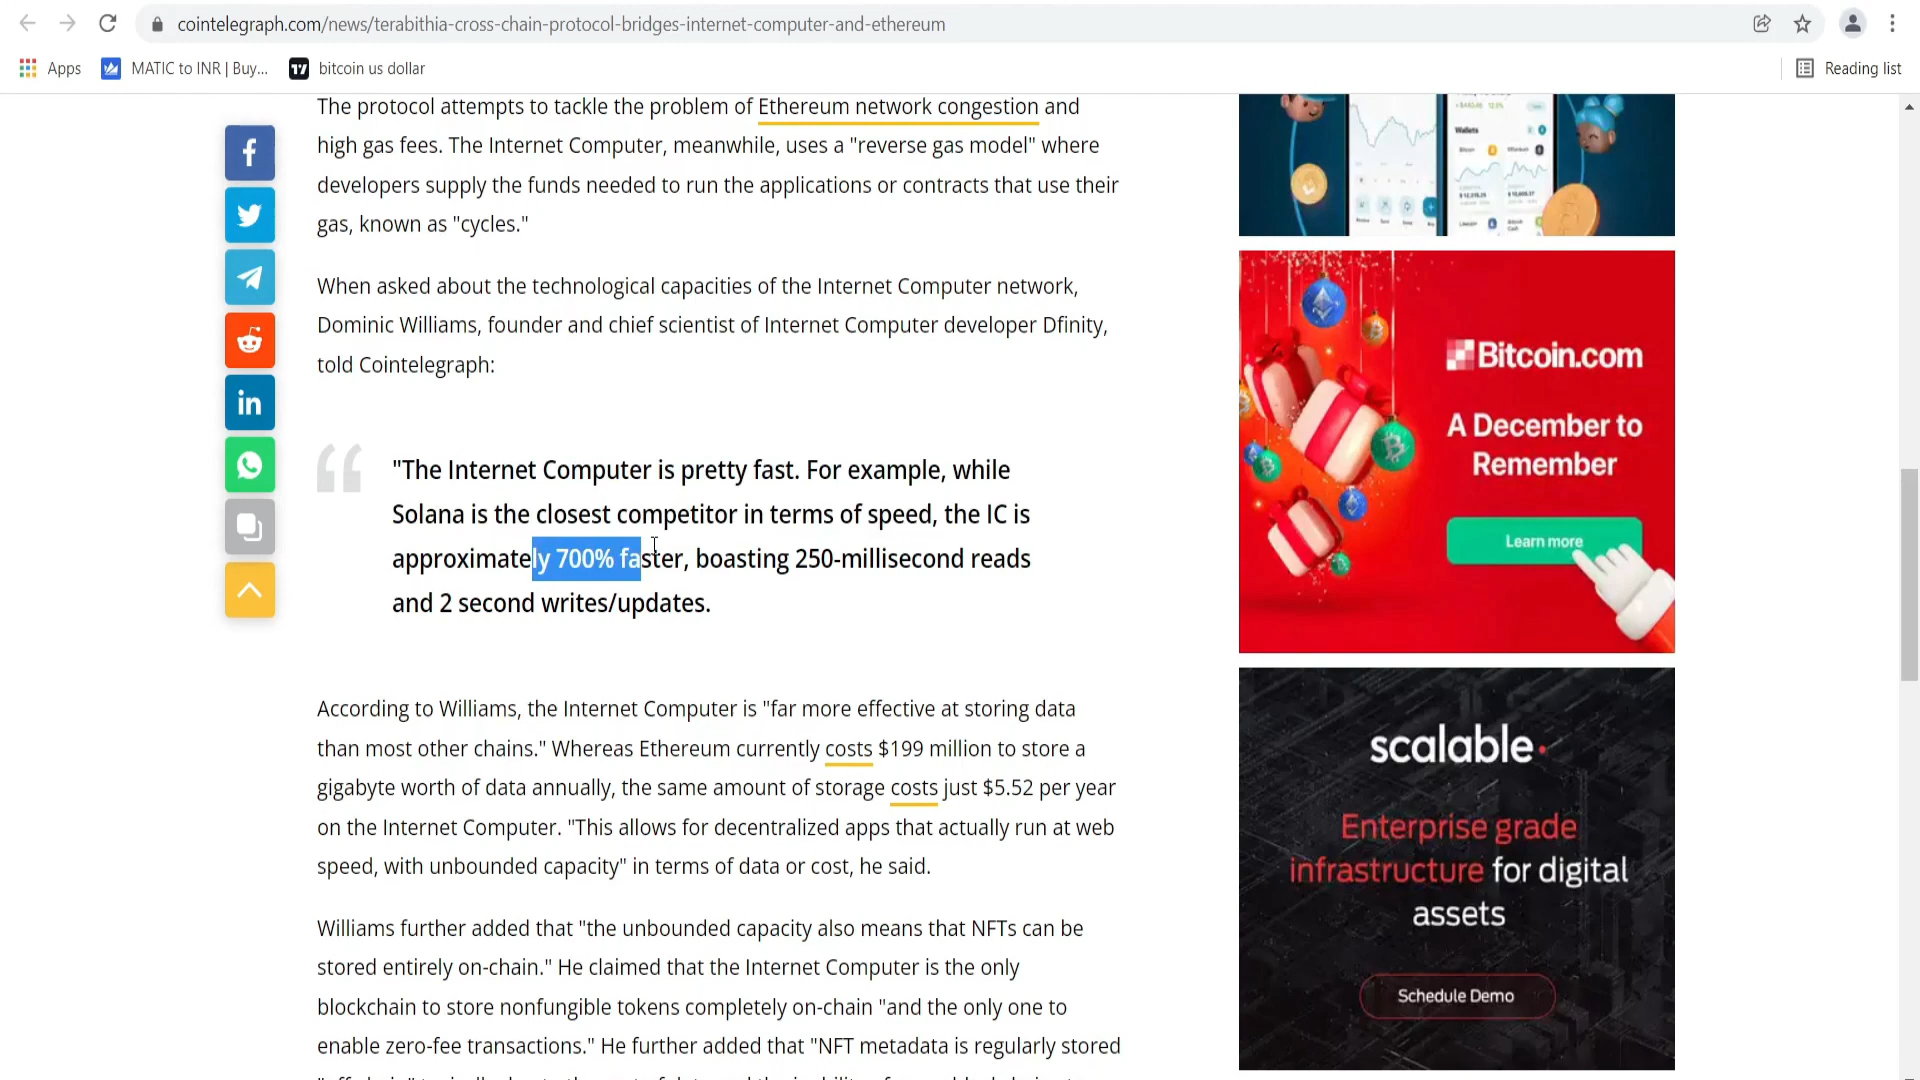 cointelegraph.com/news/terabithia-cross-chain-protocol-bridges-internet-computer-and-ethereum
Apps
MATIC to INR | Buy...
bitcoin us dollar
Reading list
The protocol attempts to tackle the problem of Ethereum network congestion and
high gas fees. The Internet Computer, meanwhile, uses a "reverse gas model" where
developers supply the funds needed to run the applications or contracts that use their
gas, known as "cycles."
When asked about the technological capacities of the Internet Computer network,
Dominic Williams, founder and chief scientist of Internet Computer developer Dfinity,
told Cointelegraph:
"The Internet Computer is pretty fast. For example, while
Solana is the closest competitor in terms of speed, the IC is
approximately 700% faster, boasting 250-millisecond reads
and 2 second writes/updates.
According to Williams, the Internet Computer is "far more effective at storing data
than most other chains." Whereas Ethereum currently costs $199 million to store a
gigabyte worth of data annually, the same amount of storage costs just $5.52 per year
on the Internet Computer. "This allows for decentralized apps that actually run at web
speed, with unbounded capacity" in terms of data or cost, he said.
Williams further added that "the unbounded capacity also means that NFTs can be
stored entirely on-chain." He claimed that the Internet Computer is the only
blockchain to store nonfungible tokens completely on-chain "and the only one to
enable zero-fee transactions." He further added that "NFT metadata is regularly stored
Wallets
Bitcoin.com
A December to
Remember
Learn more
scalable
Enterprise grade
infrastructure for digital
assets
Schedule Demo